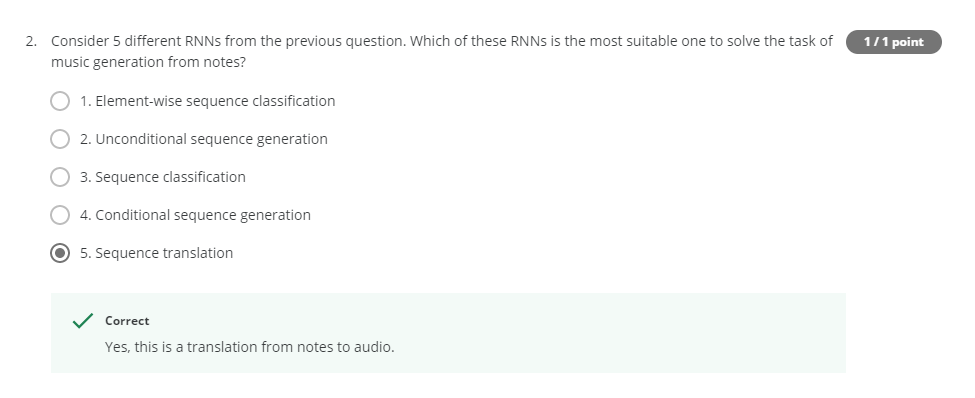 2. Consider 5 different RNNs from the previous question. Which of these RNNs is the most suitable one to solve the task of
1 / 1 point
music generation from notes?
1. Element-wise sequence classification
2. Unconditional sequence generation
3. Sequence classification
4. Conditional sequence generation
5. Sequence translation
Correct
Yes, this is a translation from notes to audio.